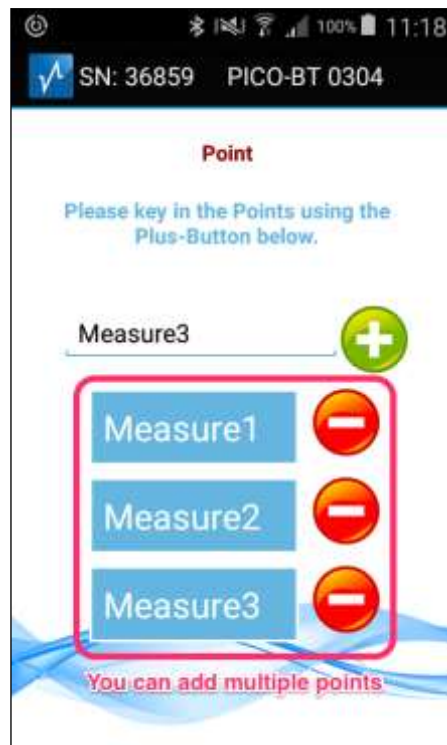 100% 11:18
SN: 36859 PICO-BT 0304
Point
Please key in the Points using the
Plus-Button below.
Measure3
Measure1
Measure2
Measure3
You can add multiple points